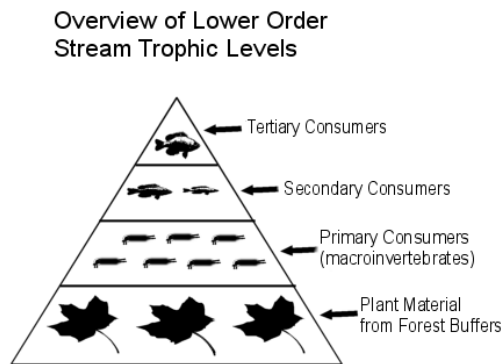 Overview of Lower Order
Stream Trophic Levels
Tertiary Consumers
Secondary Consumers
Primary Consumers
(macroinvertebrates)
Plant Material
from Forest Buffers